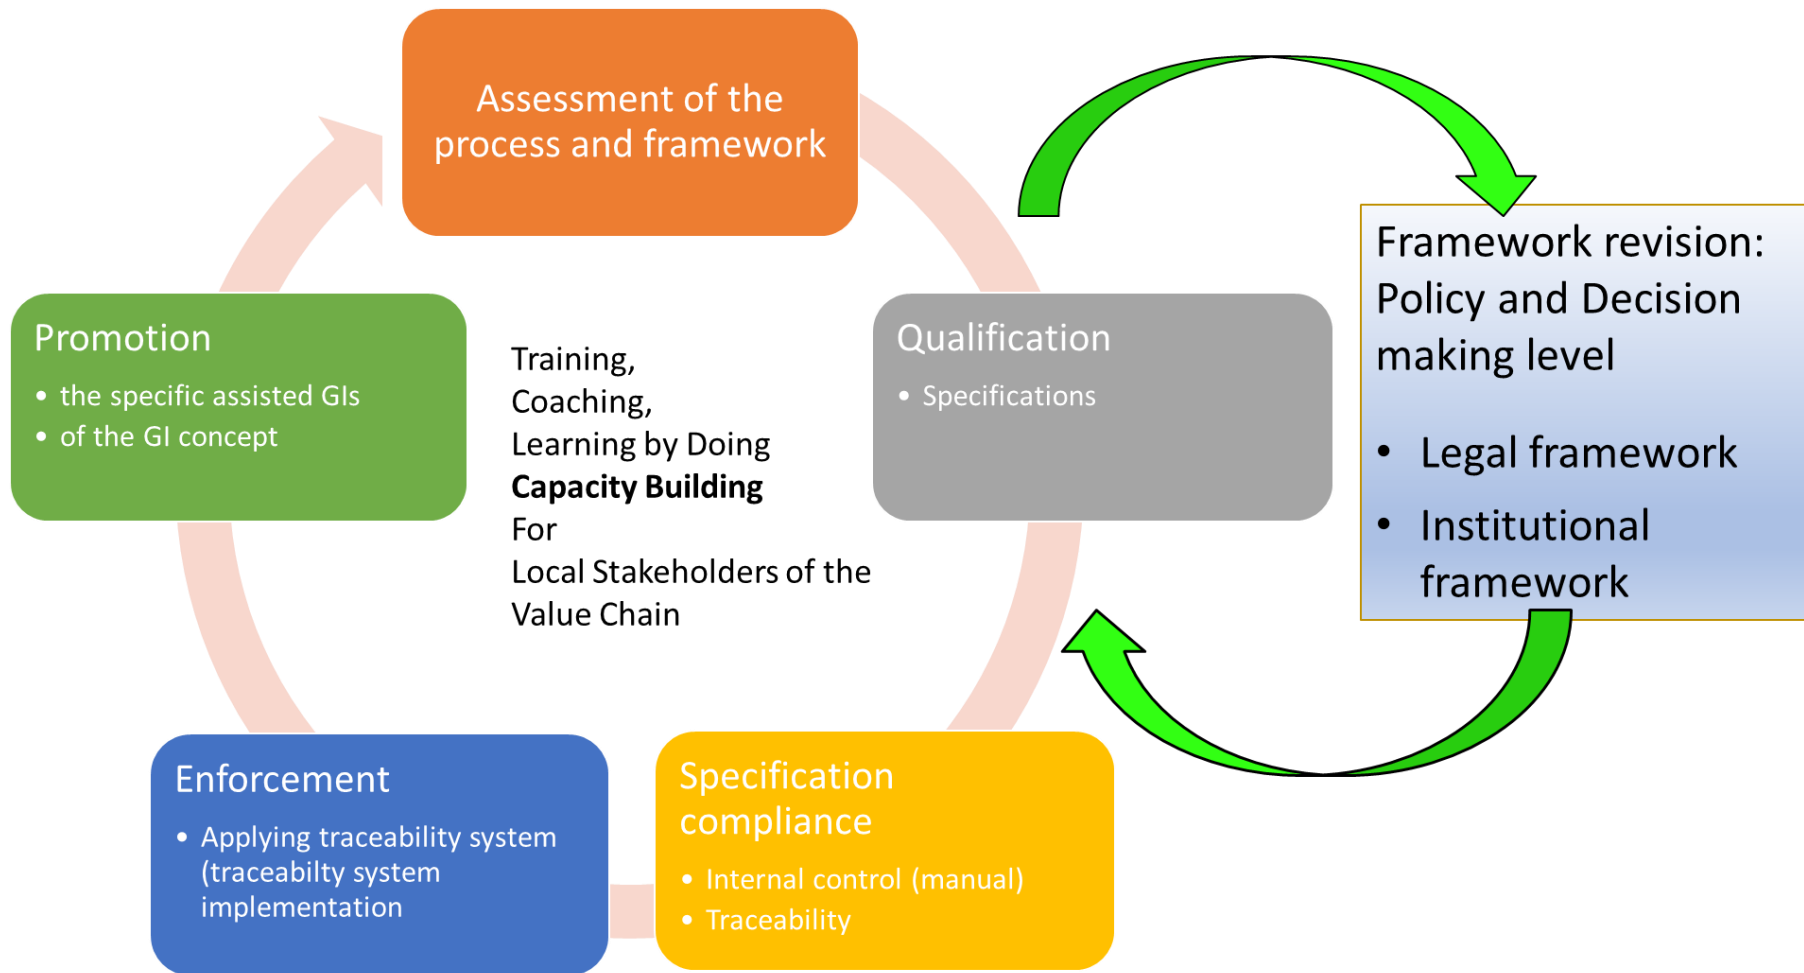 Assessment of the
process and framework
Promotion
• the specific assisted GIs
• of the GI concept
Training,
Coaching,
Learning by Doing
Capacity Building
For
Local Stakeholders of the
Value Chain
Qualification
• Specifications
Framework revision:
Policy and Decision
making level
• Legal framework
• Institutional
framework
Enforcement
• Applying traceability system
(traceabilty system
implementation
Specification
compliance
• Internal control (manual)
• Traceability